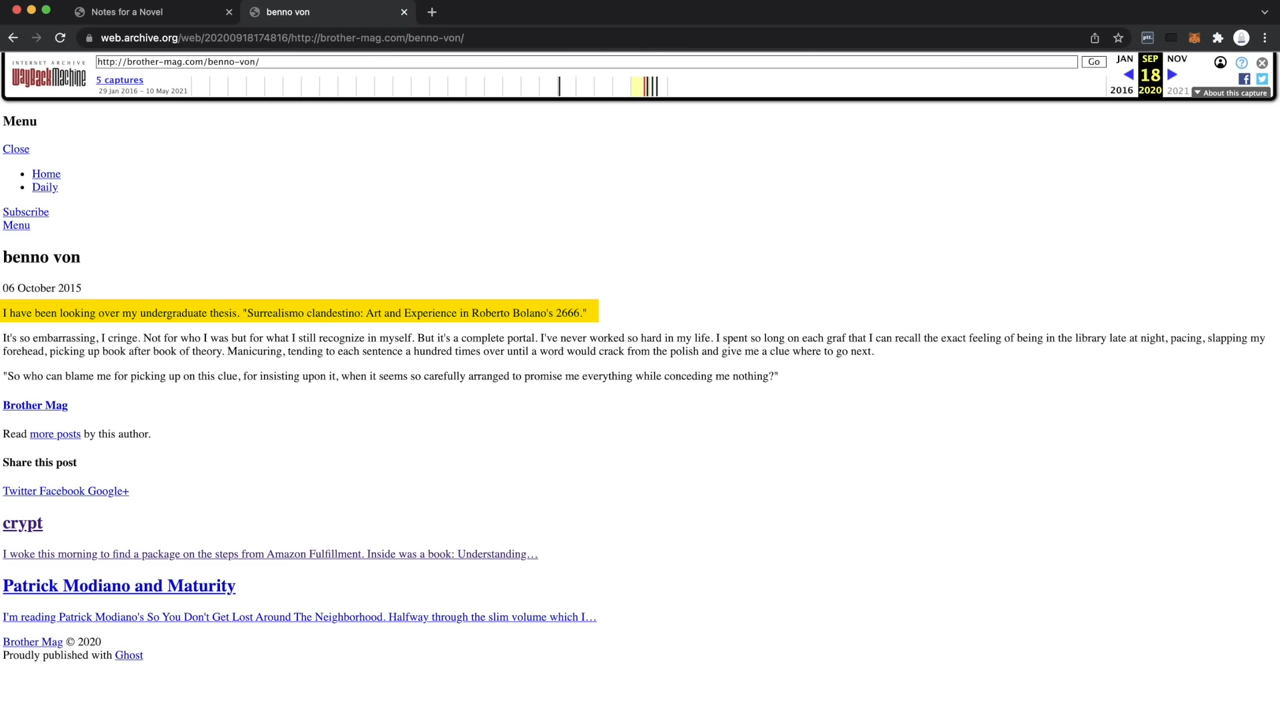 Notes for a Novel
benno von
web.archive.org/web/20200918174816/http://brother-mag.com/benno-von/
INTERNET ARCHIVE
WayBackMachine
http://brother-mag.com/benno-von/
Go
5 captures
29 Jan 2016 – 10 May 2021
JAN SEP NOV
18
2016 2020 2021
About this capture
Menu
Close
Home
Daily
Subscribe
Menu
benno von
06 October 2015
I have been looking over my undergraduate thesis. "Surrealismo clandestino: Art and Experience in Roberto Bolano's 2666."
It's so embarrassing, I cringe. Not for who I was but for what I still recognize in myself. But it's a complete portal. I've never worked so hard in my life. I spent so long on each graf that I can recall the exact feeling of being in the library late at night, pacing, slapping my
forehead, picking up book after book of theory. Manicuring, tending to each sentence a hundred times over until a word would crack from the polish and give me a clue where to go next.
"So who can blame me for picking up on this clue, for insisting upon it, when it seems so carefully arranged to promise me everything while conceding me nothing?"
Brother Mag
Read more posts by this author.
Share this post
Twitter Facebook Google+
crypt
I woke this morning to find a package on the steps from Amazon Fulfillment. Inside was a book: Understanding…
Patrick Modiano and Maturity
I'm reading Patrick Modiano's So You Don't Get Lost Around The Neighborhood. Halfway through the slim volume which I…
Brother Mag © 2020
Proudly published with Ghost